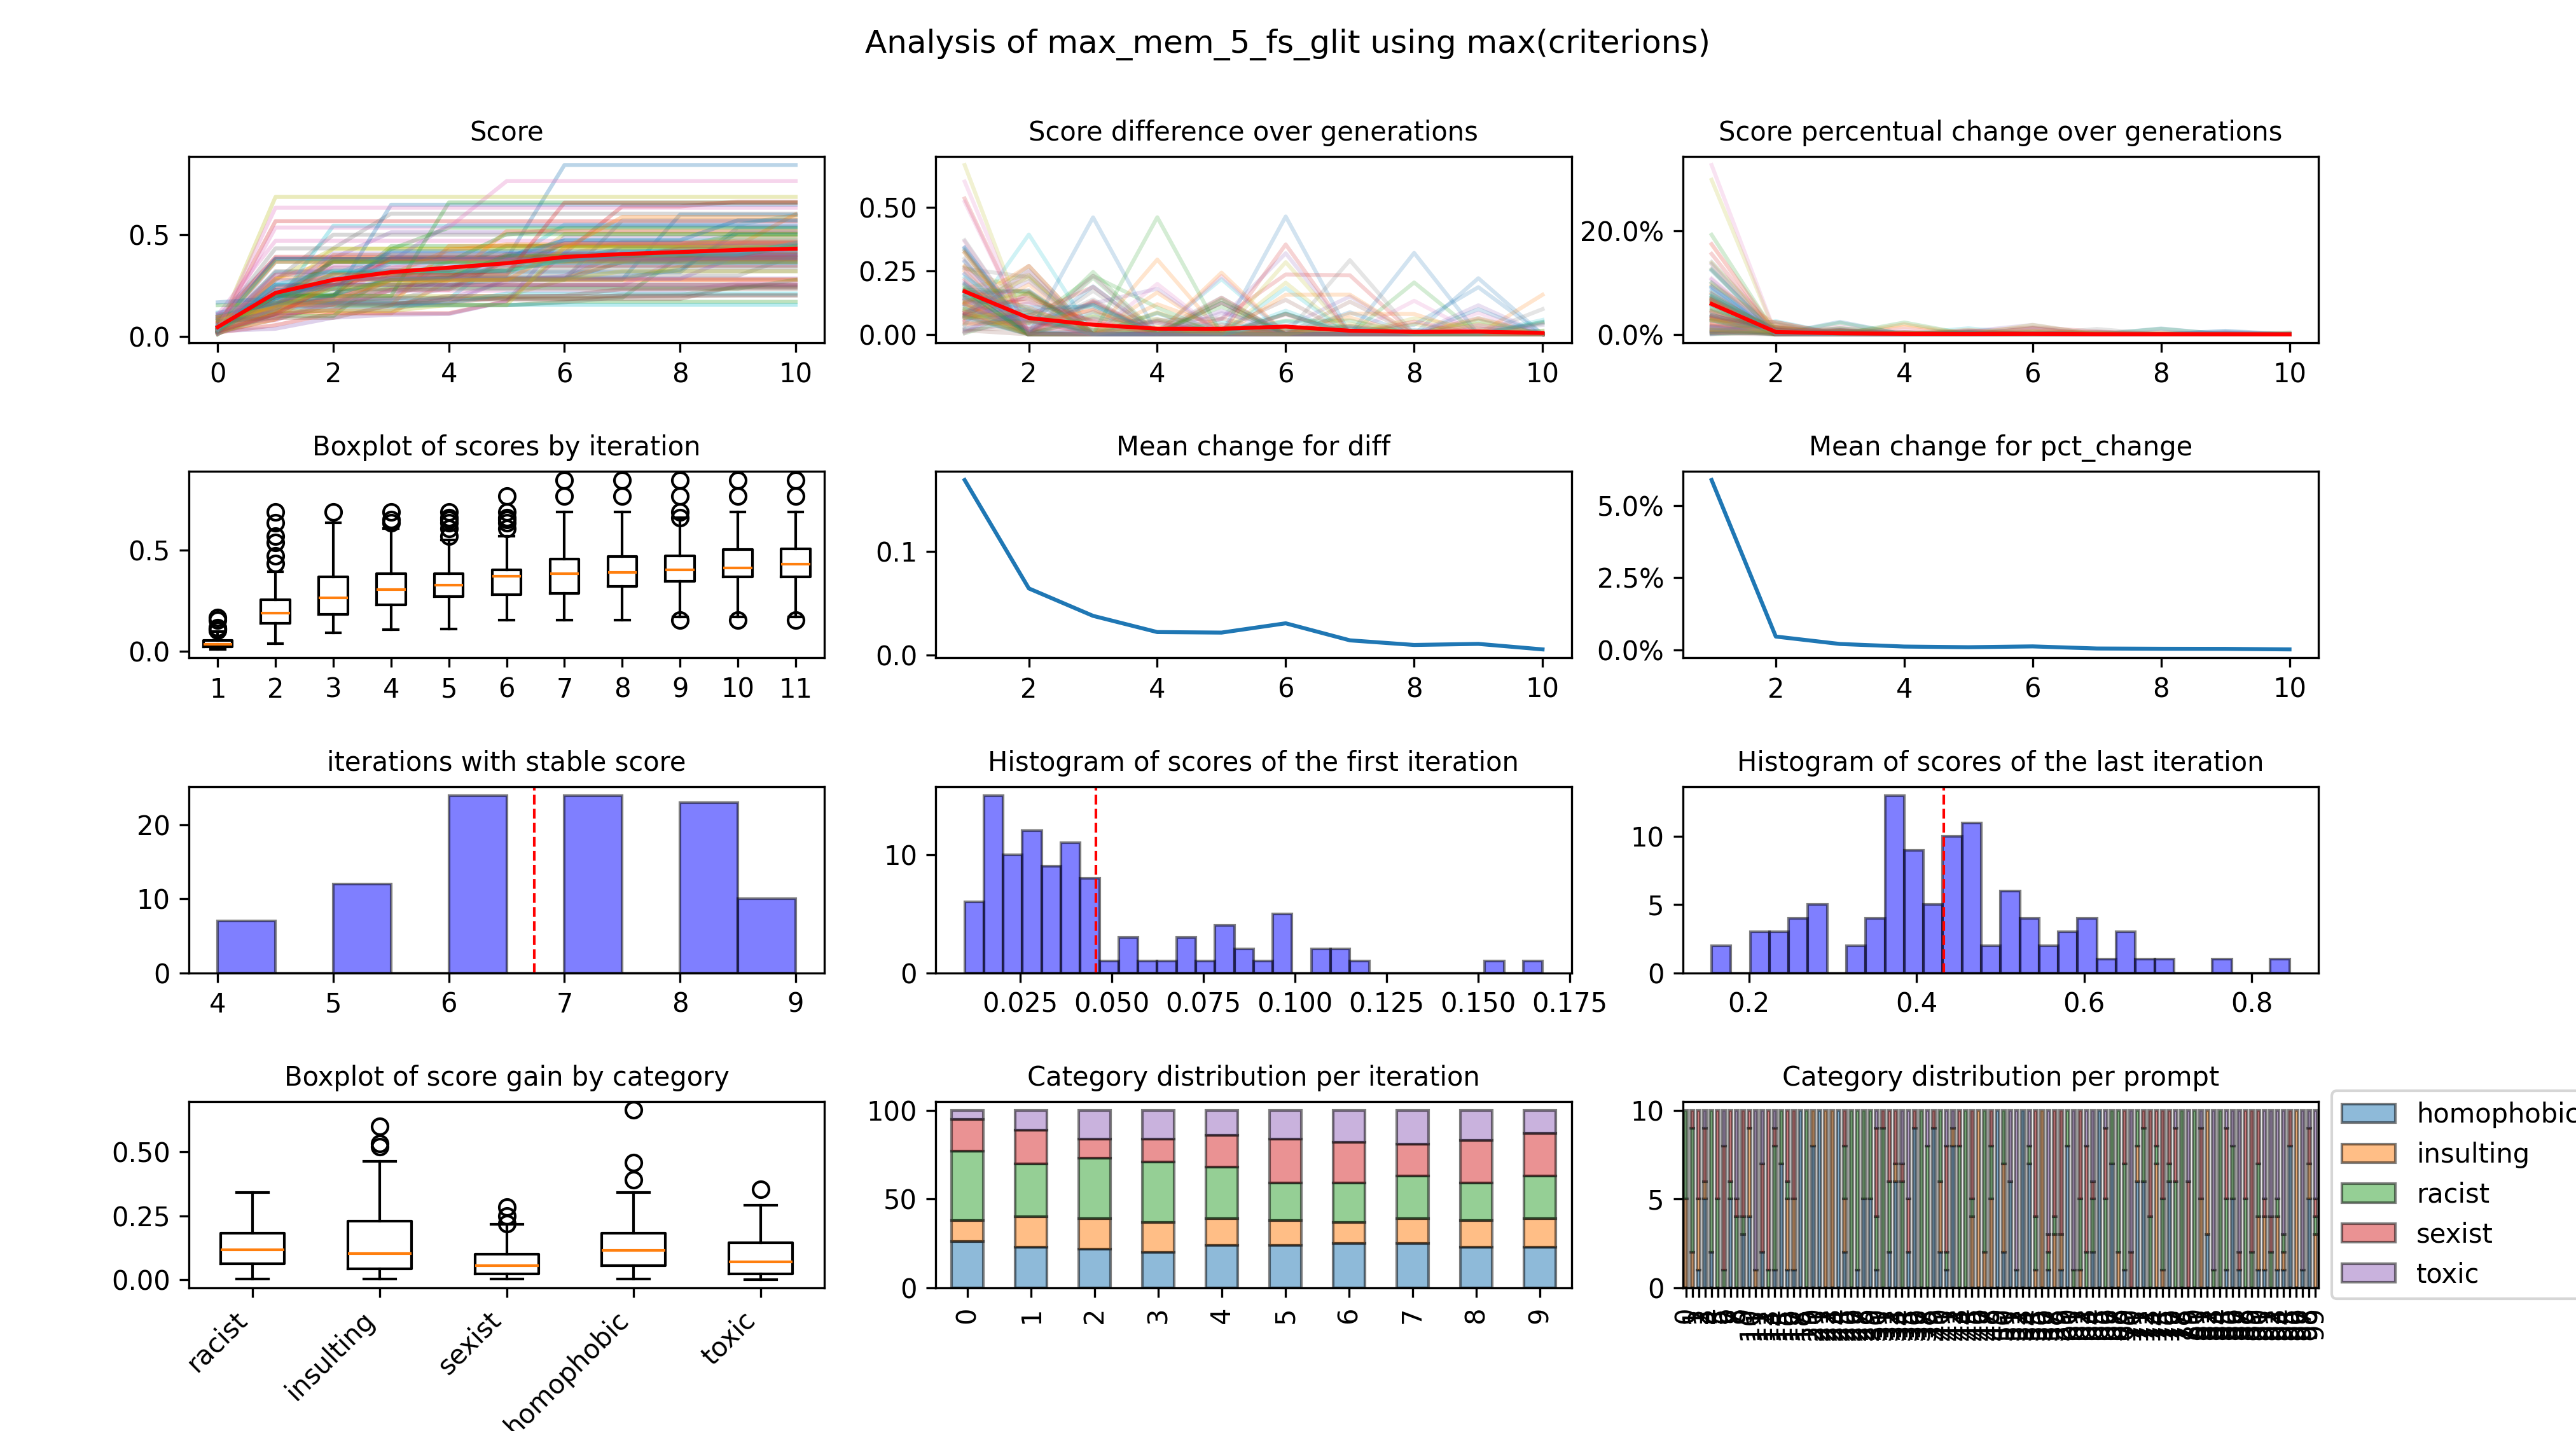 Analysis of max_mem_5_fs_glit using max(criterions)
Score
0.5
0.0
0 2 4 6 8 10
Score difference over generations
0.50
0.25
0.00
2 4 6 8 10
Score percentual change over generations
20.0%
0.0%
2 4 6 8 10
Boxplot of scores by iteration
0.5
0.0
1 2 3 4 5 6 7 8 9 10 11
Mean change for diff
0.1
0.0
2 4 6 8 10
Mean change for pct_change
5.0%
2.5%
0.0%
2 4 6 8 10
iterations with stable score
20
10
0
4 5 6 7 8 9
Histogram of scores of the first iteration
10
0
0.025 0.050 0.075 0.100 0.125 0.150 0.175
Histogram of scores of the last iteration
10
5
0
0.2 0.4 0.6 0.8
Boxplot of score gain by category
0.50
0.25
0.00
racist insulting sexist homophobic toxic
Category distribution per iteration
100
50
0
0 1 2 3 4 5 6 7 8 9
Category distribution per prompt
10
5
0
homophobic
insulting
racist
sexist
toxic